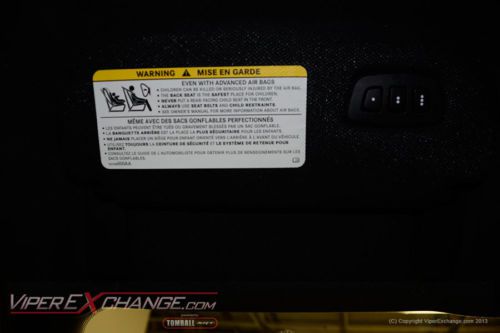 WARNING MISE EN GARDE
EVEN WITH ADVANCED AIR BAGS
• CHILDREN CAN BE KILLED OR SERIOUSLY INJURED BY THE AIR BAG.
• THE BACK SEAT IS THE SAFEST PLACE FOR CHILDREN.
• NEVER PUT A REAR-FACING CHILD SEAT IN THE FRONT.
• ALWAYS USE SEAT BELTS AND CHILD RESTRAINTS.
• SEE OWNER'S MANUAL FOR MORE INFORMATION ABOUT AIR BAGS.
MÊME AVEC DES SACS GONFLABLES PERFECTIONNÉS
• LES ENFANTS PEUVENT ÊTRE TUÉS OU GRAVEMENT BLESSÉS PAR UN SAC GONFLABLE.
• LA BANQUETTE ARRIÈRE EST LA PLACE LA PLUS SÉCURITAIRE POUR LES ENFANTS.
• NE JAMAIS PLACER UN SIÈGE POUR ENFANT ORIENTÉ VERS L'ARRIÈRE À L'AVANT DU VÉHICULE.
• UTILISEZ TOUJOURS LA CEINTURE DE SÉCURITÉ ET LE SYSTÈME DE RETENUE POUR
ENFANT.
• CONSULTEZ LE GUIDE DE L'AUTOMOBILISTE POUR OBTENIR PLUS DE RENSEIGNEMENTS SUR LES
SACS GONFLABLES.
VIPEREXCHANGE.COM
TOMBALL
(c) Copyright ViperExchange.com 2013